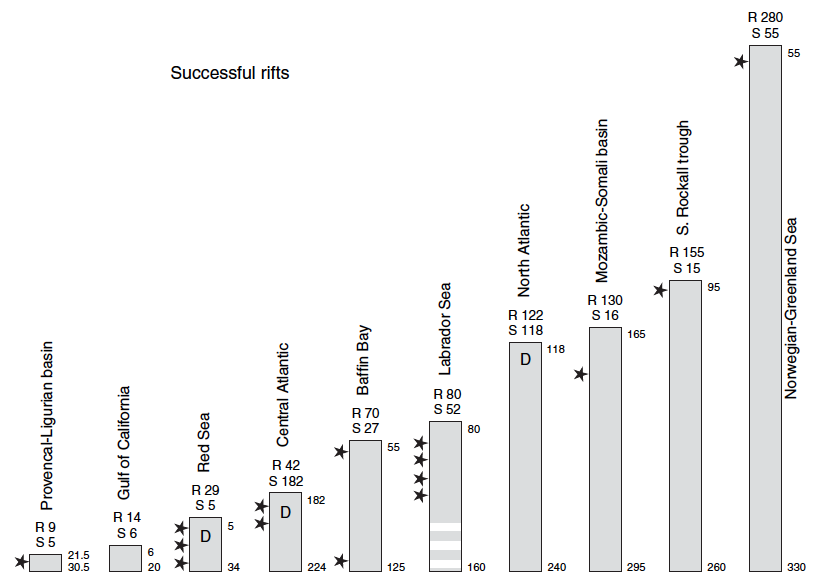 Successful rifts
Provencal-Ligurian basin
R 9
S 5
21.5
30.5
Gulf of California
R 14
S 6
6
20
Red Sea
R 29
S 5
D
5
34
Central Atlantic
R 42
S 182
D
182
224
Baffin Bay
R 70
S 27
55
125
Labrador Sea
R 80
S 52
80
160
North Atlantic
R 122
S 118
D
118
240
Mozambic-Somali basin
R 130
S 16
165
295
S. Rockall trough
R 155
S 15
95
260
R 280
S 55
55
Norwegian-Greenland Sea
330